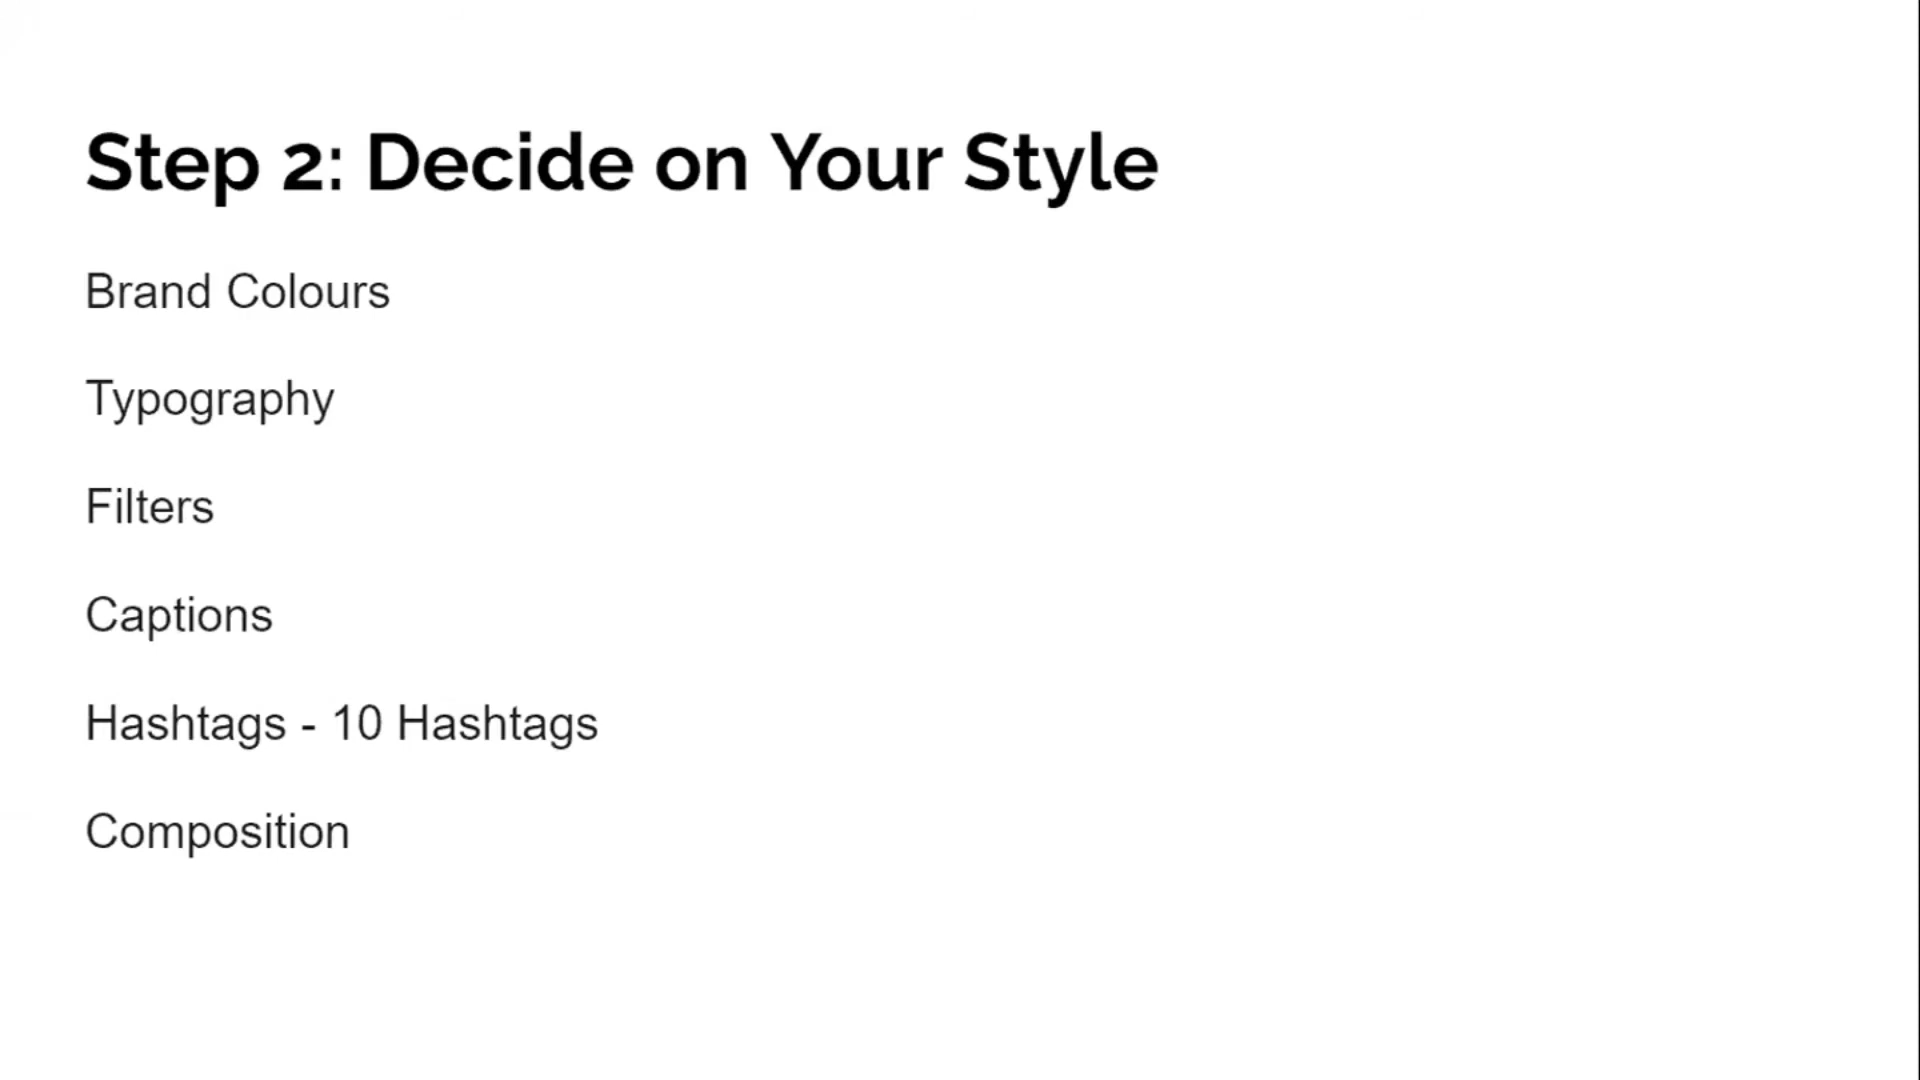 Step 2: Decide on Your Style
Brand Colours
Typography
Filters
Captions
Hashtags - 10 Hashtags
Composition